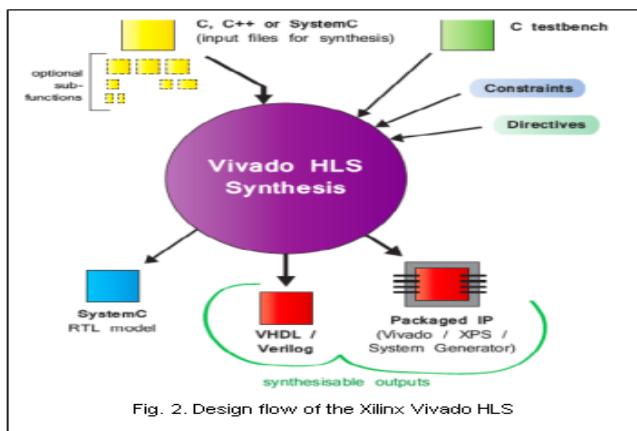 C, C++ or SystemC
(input files for synthesis)
C testbench
optional
sub-
functions
Constraints
Directives
Vivado HLS
Synthesis
SystemC
RTL model
VHDL /
Verilog
Packaged IP
(Vivado / XPS /
System Generator)
synthesisable outputs
Fig. 2. Design flow of the Xilinx Vivado HLS